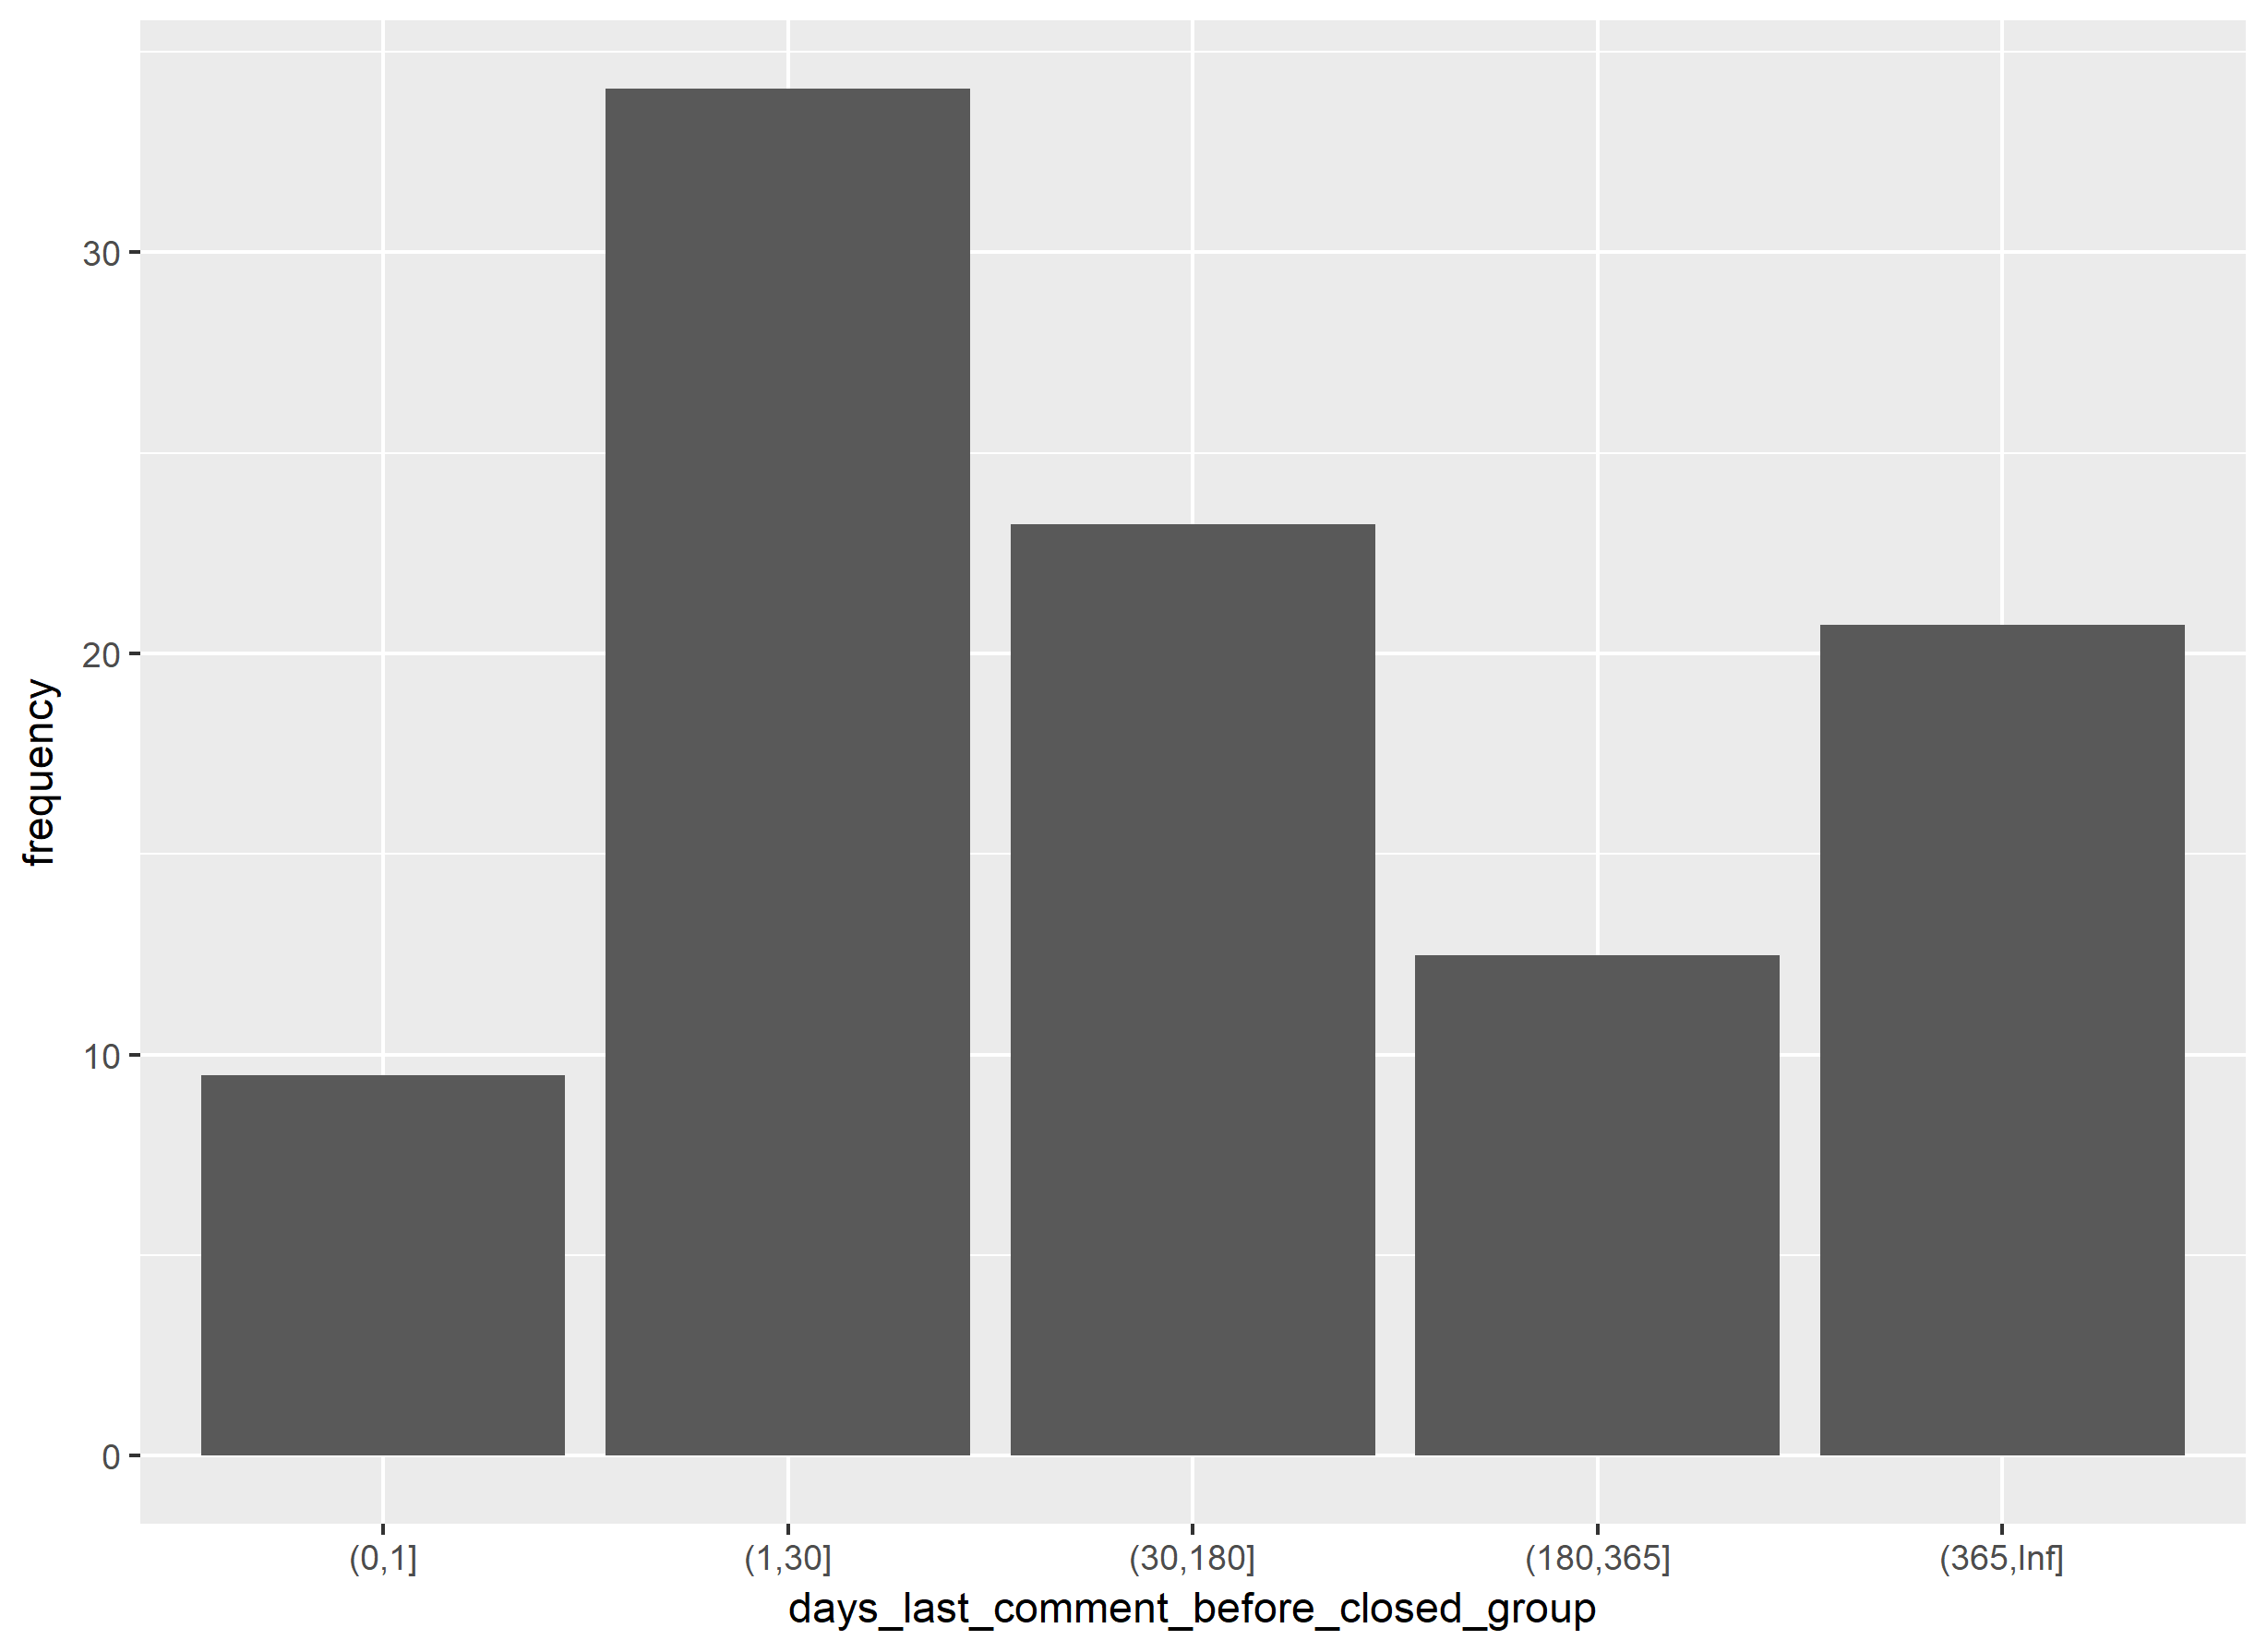 30
20
10
0
frequency
(0,1]
(1,30]
(30,180]
(180,365]
(365,Inf]
days_last_comment_before_closed_group